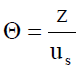 Θ = z / u_s